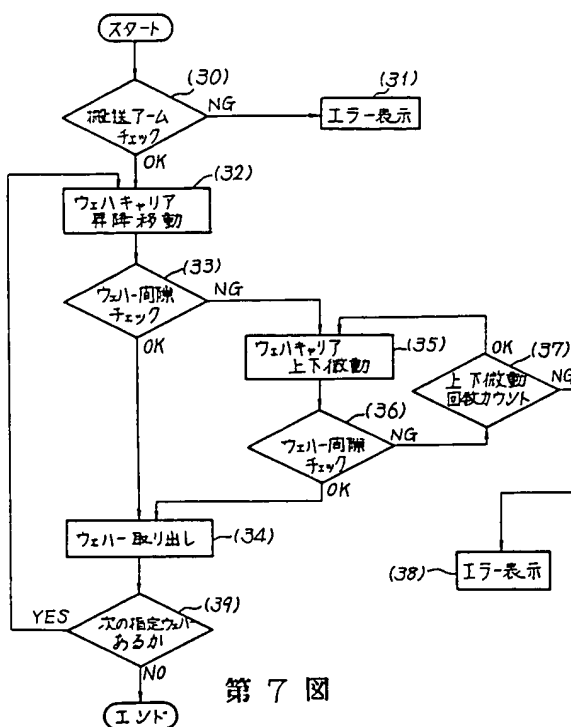 スタート
(30)
搬送アーム
チェック
NG
(31)
エラー表示
OK
(32)
ウェハキャリア
昇降移動
(33)
ウェハー間隙
チェック
NG
OK
ウェハキャリア
上下微動
(35)
OK
(37)
上下微動
回数カウント
NG
(36)
ウェハー間隙
チェック
NG
OK
ウェハー取り出し
(34)
(38)
エラー表示
(39)
YES
次の指定ウェハー
あるか
NO
エンド
第7図